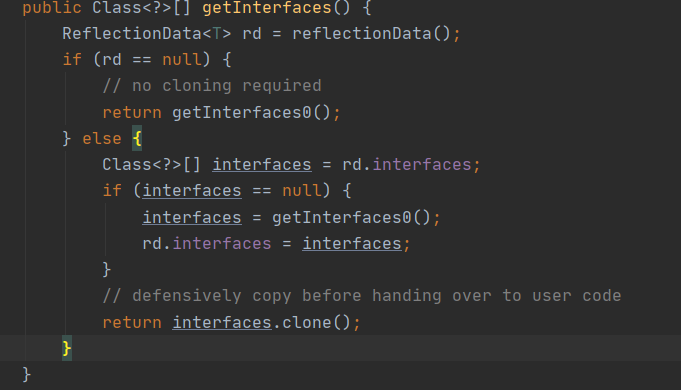 public Class<?>[] getInterfaces() {
    ReflectionData<T> rd = reflectionData();
    if (rd == null) {
        // no cloning required
        return getInterfaces0();
    } else {
        Class<?>[] interfaces = rd.interfaces;
        if (interfaces == null) {
            interfaces = getInterfaces0();
            rd.interfaces = interfaces;
        }
        // defensively copy before handing over to user code
        return interfaces.clone();
    }
}